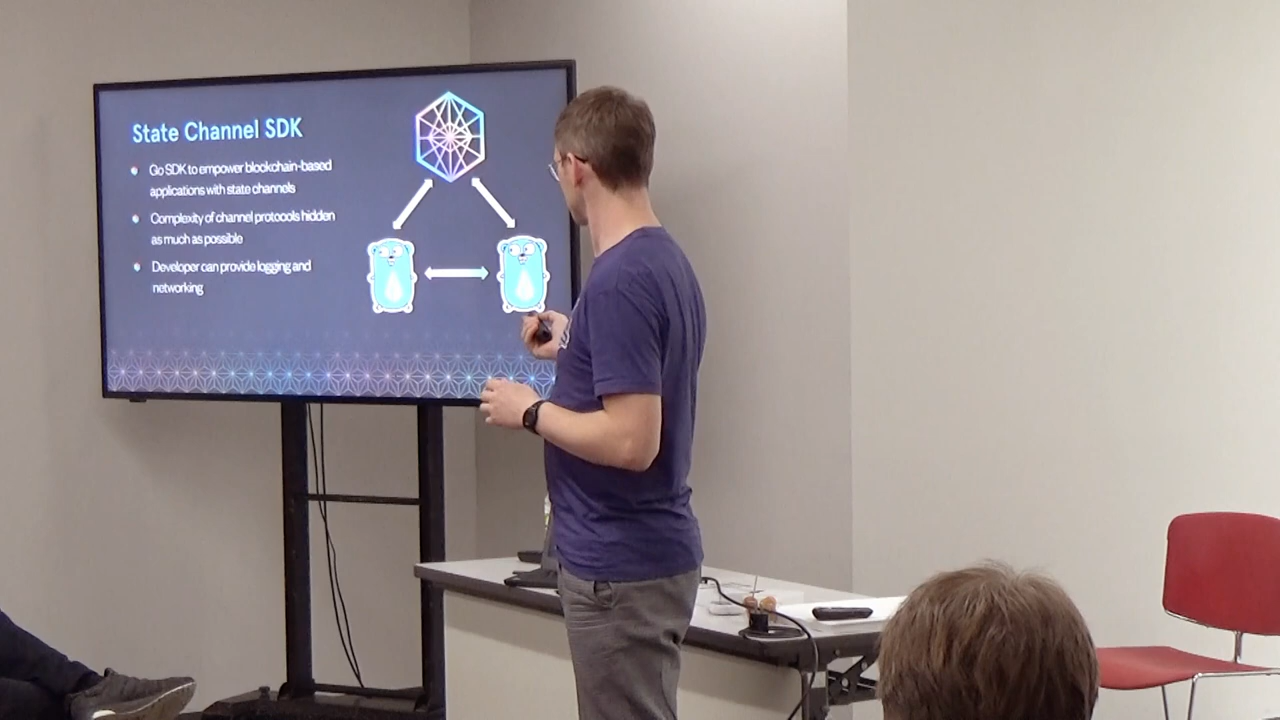 State Channel SDK
Go SDK to empower blockchain-based
applications with state channels
Complexity of channel protocols hidden
as much as possible
Developer can provide logging and
networking